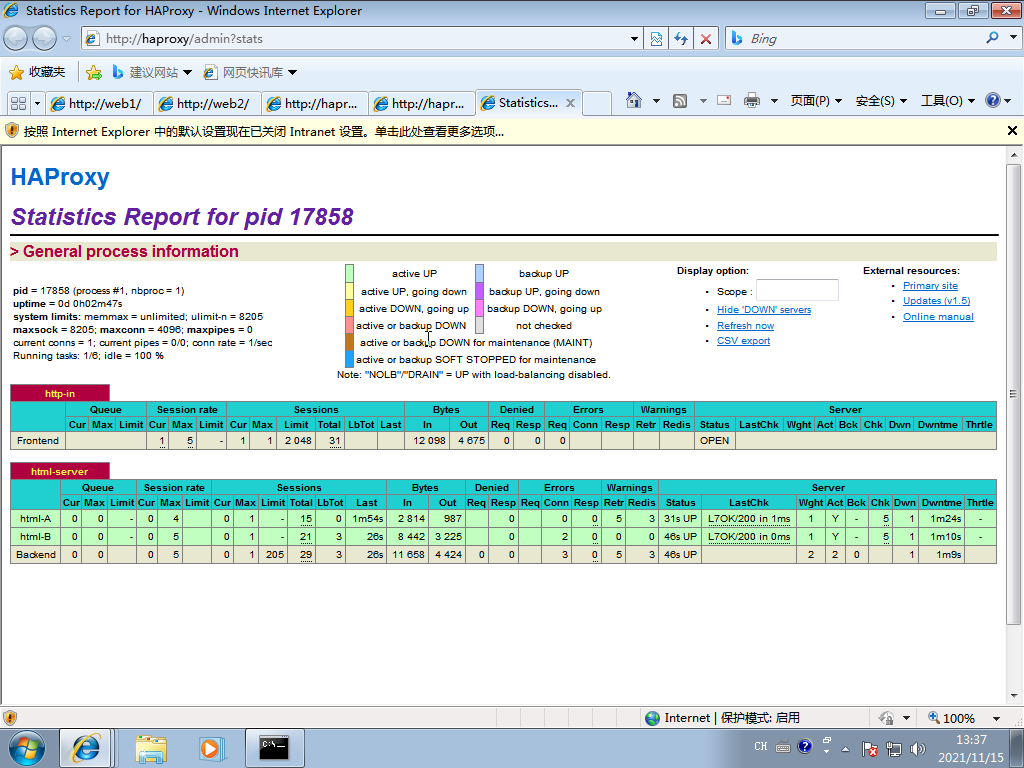 Statistics Report for HAProxy - Windows Internet Explorer
http://haproxy/admin?stats
Bing
收藏夹 建议网站 网页快讯库
http://web1/ http://web2/ http://hapr... http://hapr... Statistics... 页面(P) 安全(S) 工具(O)
按照 Internet Explorer 中的默认设置现在已关闭 Intranet 设置。单击此处查看更多选项...
HAProxy
Statistics Report for pid 17858
> General process information
pid = 17858 (process #1, nbproc = 1)
uptime = 0d 0h02m47s
system limits: memmax = unlimited; ulimit-n = 8205
maxsock = 8205; maxconn = 4096; maxpipes = 0
current conns = 1; current pipes = 0/0; conn rate = 1/sec
Running tasks: 1/6; idle = 100 %
active UP backup UP
active UP, going down backup UP, going down
active DOWN, going up backup DOWN, going up
active or backup DOWN not checked
active or backup DOWN for maintenance (MAINT)
active or backup SOFT STOPPED for maintenance
Note: "NOLB"/"DRAIN" = UP with load-balancing disabled.
Display option:
Scope :
Hide 'DOWN' servers
Refresh now
CSV export
External resources:
Primary site
Updates (v1.5)
Online manual
http-in
Queue Session rate Sessions Bytes Denied Errors Warnings Server
Cur Max Limit Cur Max Limit Cur Max Limit Total LbTot Last In Out Req Resp Req Conn Resp Retr Redis Status LastChk Wght Act Bck Chk Dwn Dwntme Thrtle
Frontend 1 5 - 1 1 2 048 31 12 098 4 675 0 0 0 OPEN
html-server
Queue Session rate Sessions Bytes Denied Errors Warnings Server
Cur Max Limit Cur Max Limit Cur Max Limit Total LbTot Last In Out Req Resp Req Conn Resp Retr Redis Status LastChk Wght Act Bck Chk Dwn Dwntme Thrtle
html-A 0 0 - 0 4 0 1 - 15 0 1m54s 2 814 987 0 0 0 5 3 31s UP L7OK/200 in 1ms 1 Y - 5 1 1m24s -
html-B 0 0 - 0 5 0 1 - 21 3 26s 8 442 3 225 0 2 0 0 0 46s UP L7OK/200 in 0ms 1 Y - 5 1 1m10s -
Backend 0 0 0 5 0 1 205 29 3 26s 11 658 4 424 0 0 3 0 5 3 46s UP 2 2 0 1 1m9s
Internet | 保护模式: 启用 100%
C:\_
CH
13:37
2021/11/15